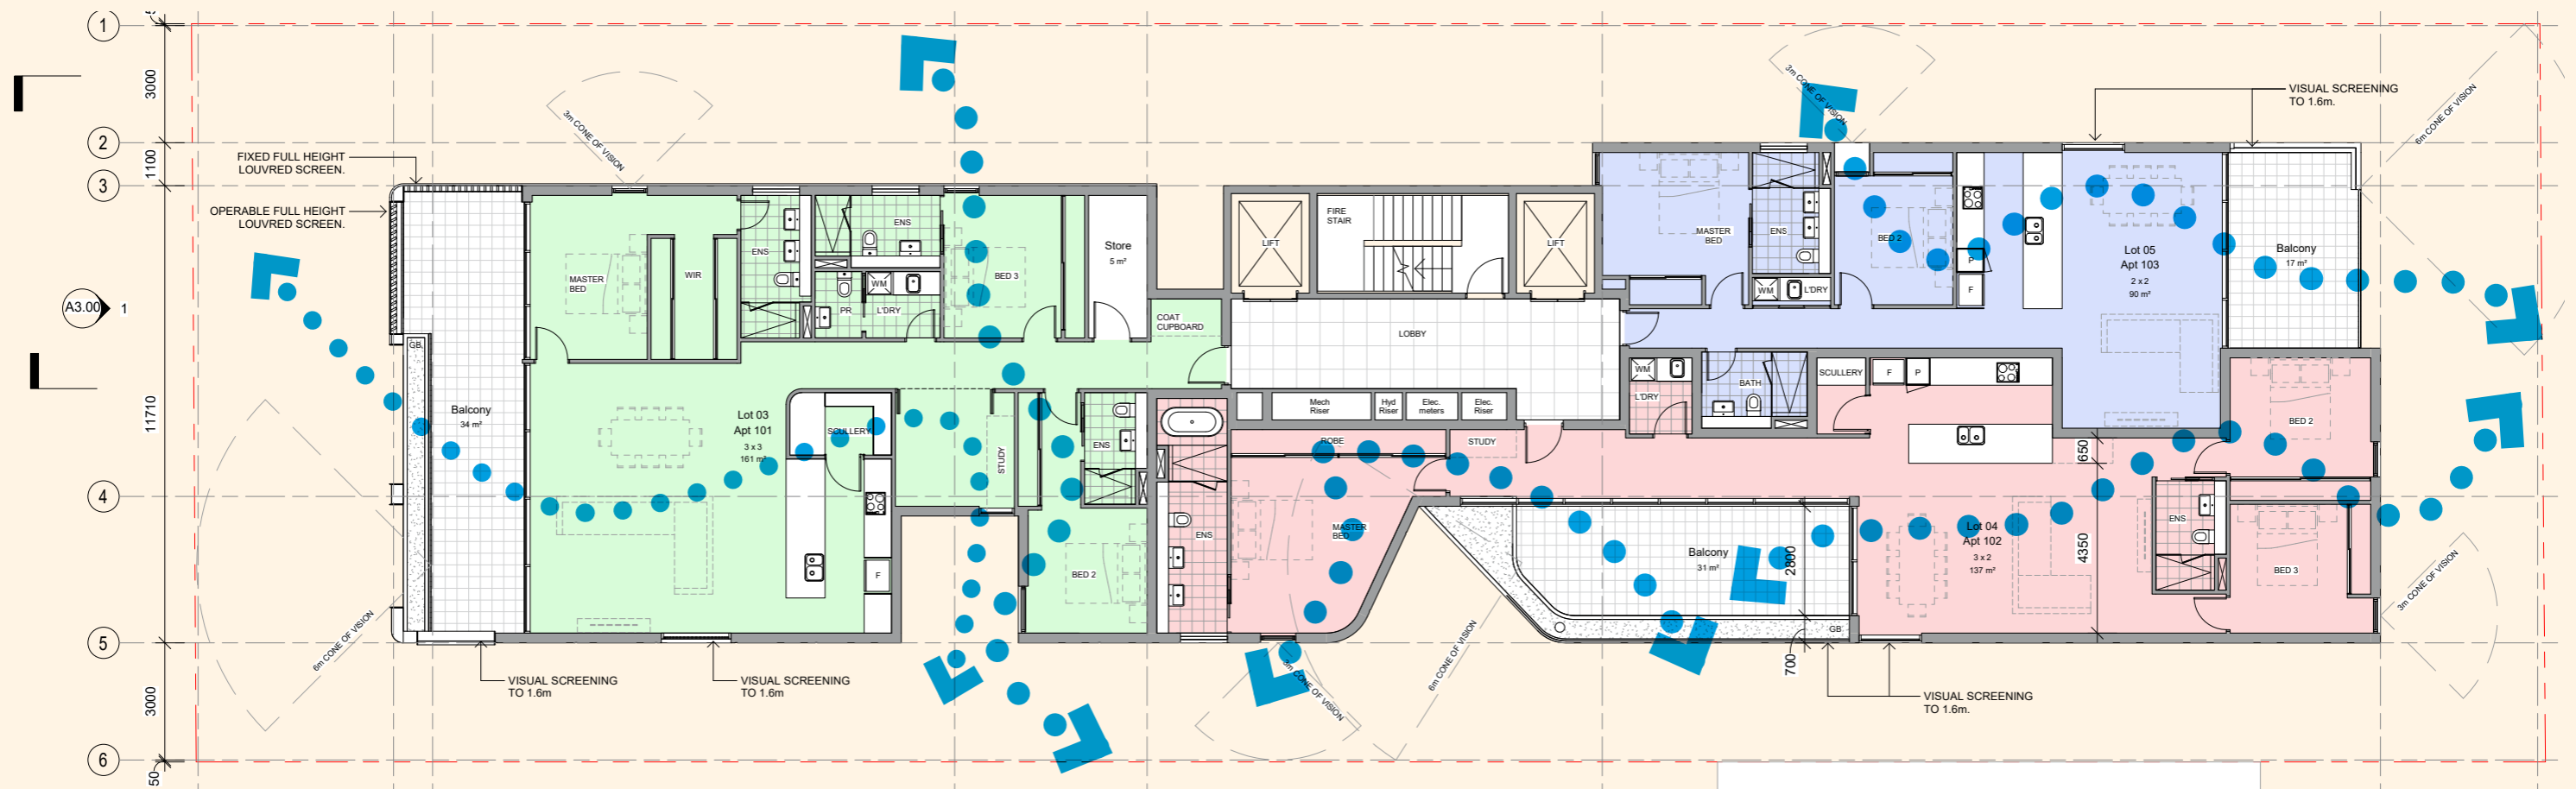 1
2
3
4
5
6
3000
1100
11710
3000
50
A3.00
1
FIXED FULL HEIGHT
LOUVRED SCREEN.
OPERABLE FULL HEIGHT
LOUVRED SCREEN.
3m CONE OF VISION
6m CONE OF VISION
VISUAL SCREENING
TO 1.6m
VISUAL SCREENING
TO 1.6m
GB
Balcony
34 m²
MASTER
BED
WIR
ENS
ENS
PR
WM
L'DRY
BED 3
Store
5 m²
COAT
CUPBOARD
Lot 03
Apt 101
3 x 3
161 m²
SCULLERY
F
STUDY
ENS
BED 2
LIFT
FIRE
STAIR
LIFT
LOBBY
Mech
Riser
Hyd
Riser
Elec.
meters
Elec.
Riser
ROBE
STUDY
ENS
MASTER
BED
3m CONE OF VISION
6m CONE OF VISION
Balcony
31 m²
2800
700
GB
3m CONE OF VISION
VISUAL SCREENING
TO 1.6m.
6m CONE OF VISION
MASTER
BED
ENS
WM
L'DRY
BED 2
P
F
Lot 05
Apt 103
2 x 2
90 m²
Balcony
17 m²
WM
L'DRY
BATH
SCULLERY
F
P
650
4350
Lot 04
Apt 102
3 x 2
137 m²
BED 2
ENS
BED 3
3m CONE OF VISION
VISUAL SCREENING
TO 1.6m.